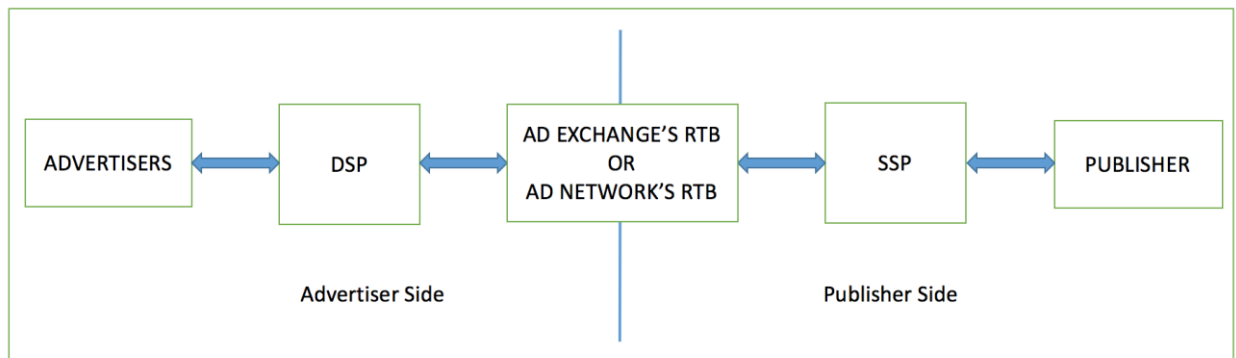 ADVERTISERS
DSP
AD EXCHANGE’S RTB
OR
AD NETWORK’S RTB
SSP
PUBLISHER
Advertiser Side
Publisher Side